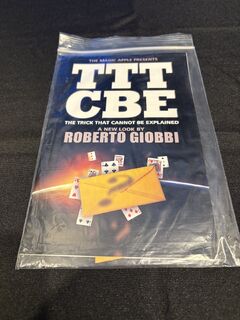 THE MAGIC APPLE PRESENTS
TTT
CBE
THE TRICK THAT CANNOT BE EXPLAINED
A NEW LOOK BY
ROBERTO GIOBBI